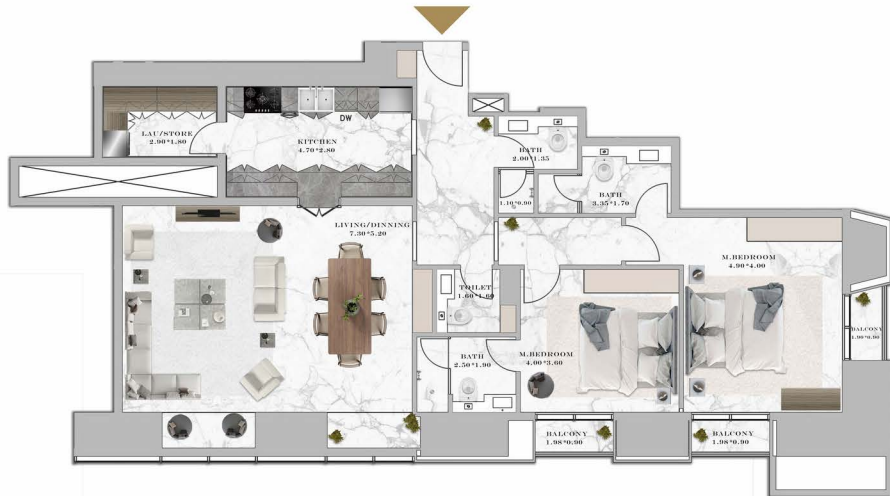 DW
LAU/STORE
2.90*1.80
KITCHEN
4.70*2.80
BATH
2.00*1.35
BATH
3.35*1.70
1.10*0.90
LIVING/DINNING
7.30*5.20
M.BEDROOM
4.90*4.00
TOILET
1.60*1.60
BALCONY
1.90*0.90
BATH
2.50*1.90
M.BEDROOM
4.00*3.60
BALCONY
1.98*0.90
BALCONY
1.98*0.90